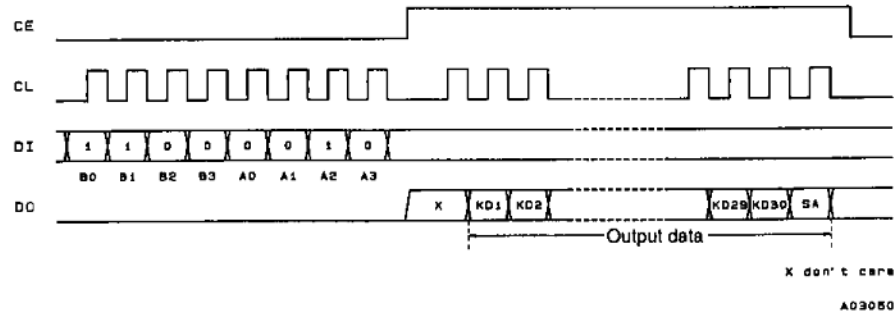 CE
CL
DI 1 1 0 0 0 0 1 0
B0 B1 B2 B3 A0 A1 A2 A3
DO X KD1 KD2 KD29 KD30 SA
Output data
X don't care
A03050